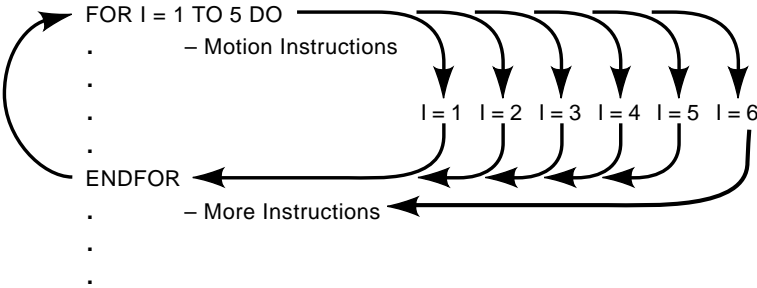 FOR I = 1 TO 5 DO
. – Motion Instructions
.
.
I = 1 I = 2 I = 3 I = 4 I = 5 I = 6
.
ENDFOR
. – More Instructions
.
.